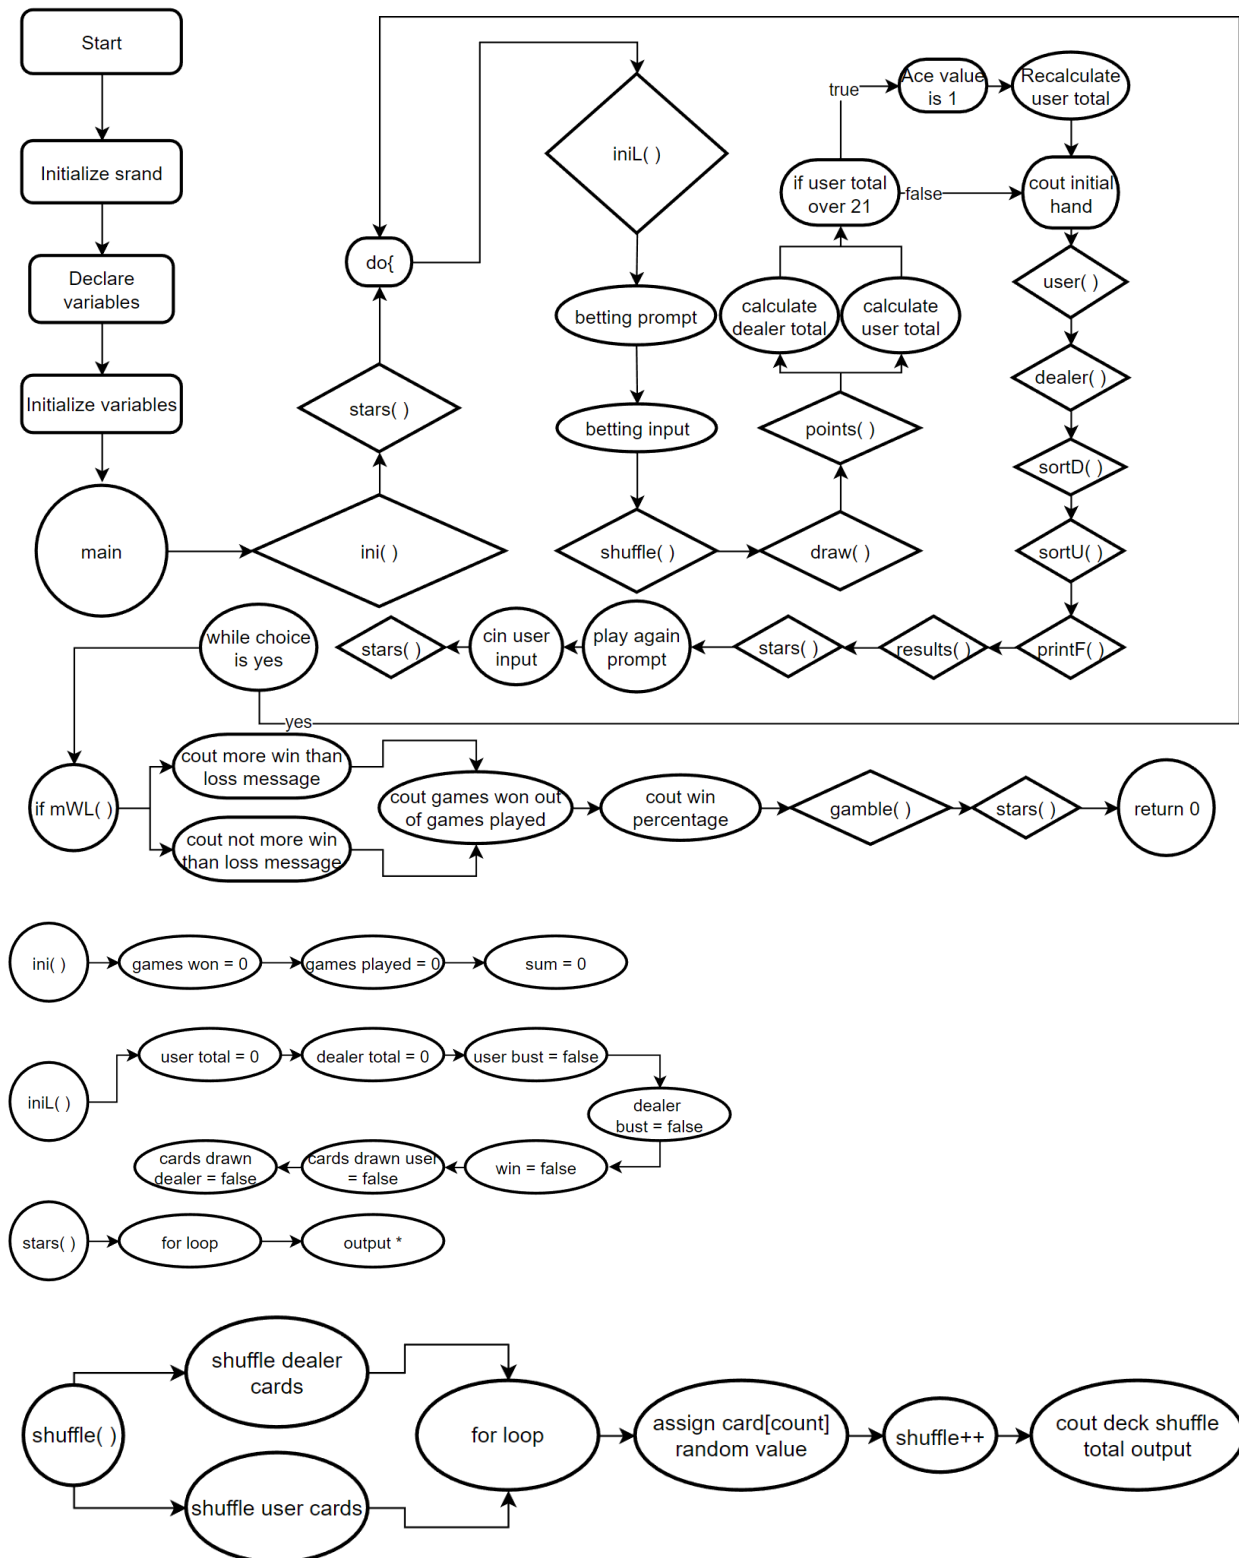 Start
Initialize srand
Declare
variables
Initialize variables
main
ini( )
stars( )
do{
iniL( )
betting prompt
betting input
shuffle( )
draw( )
points( )
calculate
dealer total
calculate
user total
if user total
over 21
true
false
Ace value
is 1
Recalculate
user total
cout initial
hand
user( )
dealer( )
sortD( )
sortU( )
printF( )
results( )
stars( )
play again
prompt
cin user
input
stars( )
while choice
is yes
yes
if mWL( )
cout more win than
loss message
cout not more win
than loss message
cout games won out
of games played
cout win
percentage
gamble( )
stars( )
return 0
ini( )
games won = 0
games played = 0
sum = 0
iniL( )
user total = 0
dealer total = 0
user bust = false
dealer
bust = false
win = false
cards drawn user
= false
cards drawn
dealer = false
stars( )
for loop
output *
shuffle( )
shuffle dealer
cards
shuffle user cards
for loop
assign card[count]
random value
shuffle++
cout deck shuffle
total output